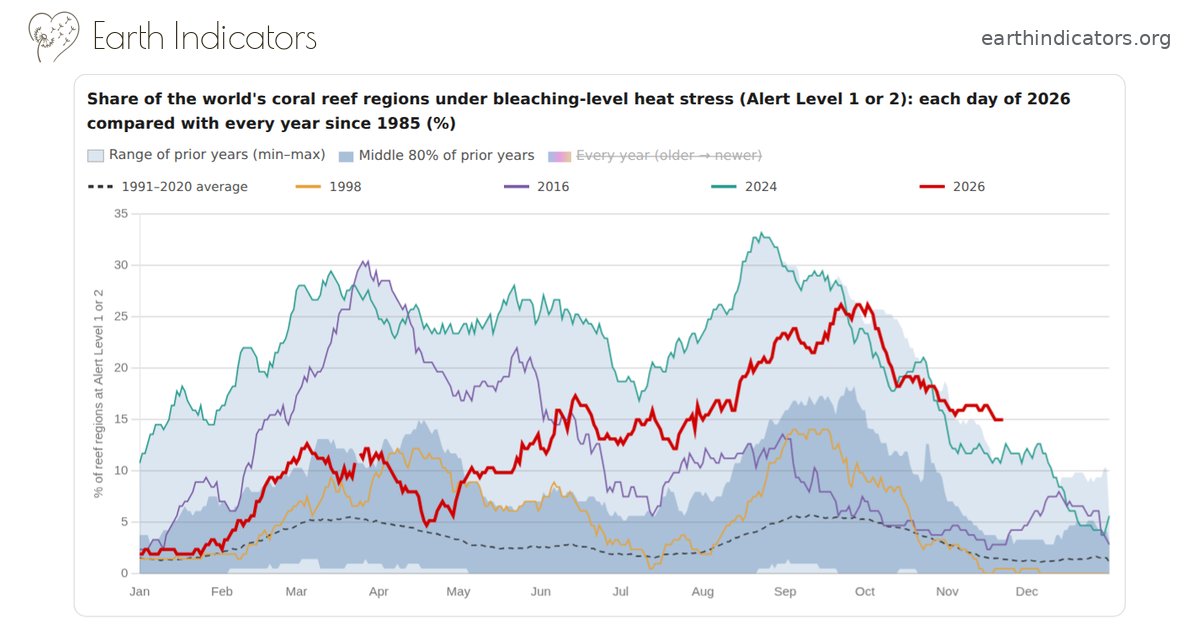 Earth Indicators
earthindicators.org
Share of the world's coral reef regions under bleaching-level heat stress (Alert Level 1 or 2): each day of 2026
compared with every year since 1985 (%)
Range of prior years (min–max) Middle 80% of prior years Every year (older → newer)
1991–2020 average 1998 2016 2024 2026
% of reef regions at Alert Level 1 or 2
35
30
25
20
15
10
5
0
Jan Feb Mar Apr May Jun Jul Aug Sep Oct Nov Dec